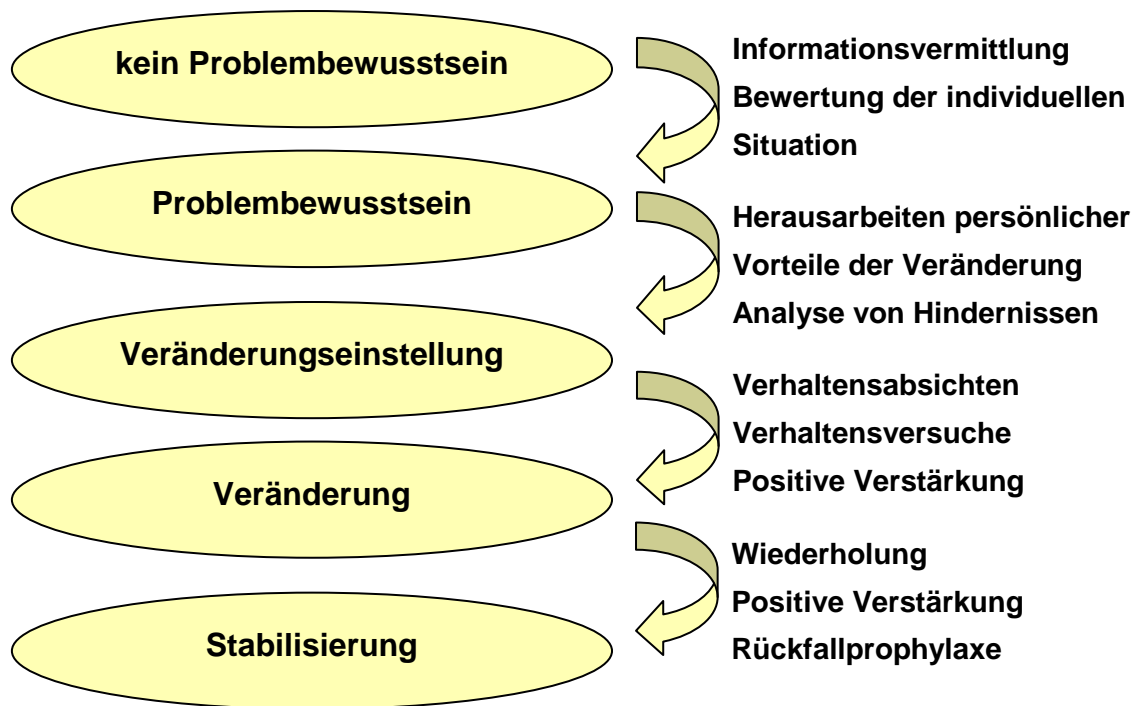 kein Problembewusstsein
Informationsvermittlung
Bewertung der individuellen
Situation
Problembewusstsein
Herausarbeiten persönlicher
Vorteile der Veränderung
Analyse von Hindernissen
Veränderungseinstellung
Verhaltensabsichten
Verhaltensversuche
Positive Verstärkung
Veränderung
Wiederholung
Positive Verstärkung
Rückfallprophylaxe
Stabilisierung